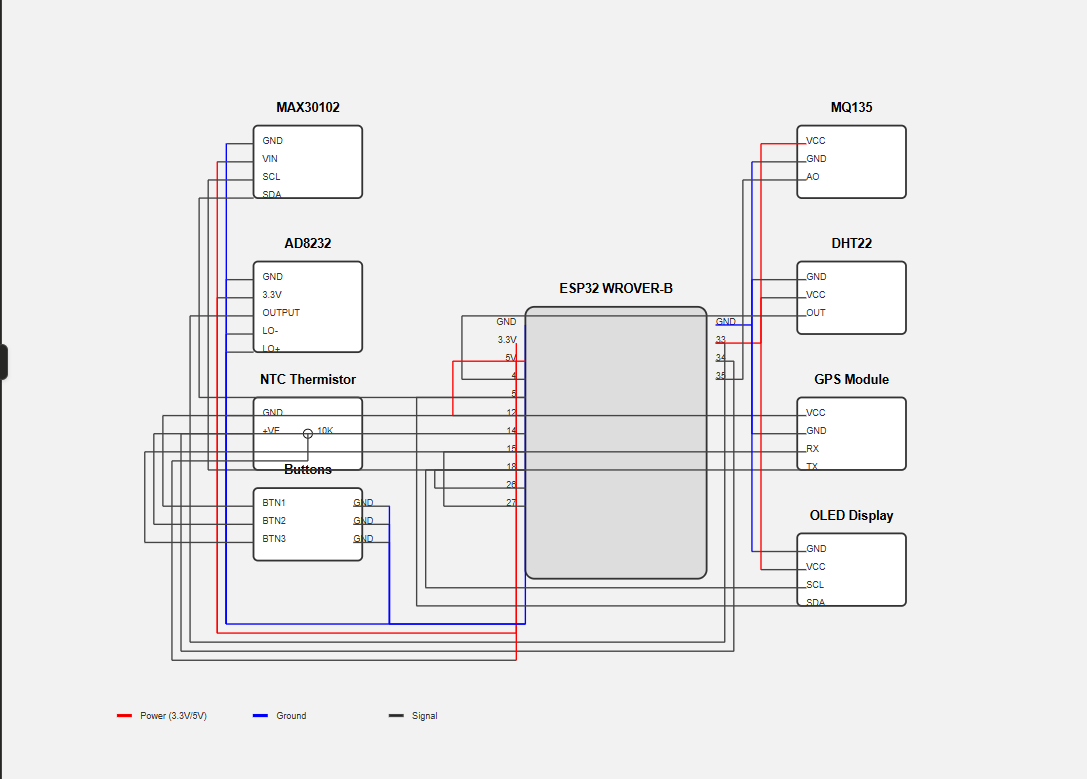 MAX30102
GND
VIN
SCL
SDA
AD8232
GND
3.3V
OUTPUT
LO-
LO+
NTC Thermistor
GND
+VE
10K
Buttons
BTN1 GND
BTN2 GND
BTN3 GND
ESP32 WROVER-B
GND
3.3V
5V
4
5
12
14
15
18
26
27
GND
33
34
35
MQ135
VCC
GND
AO
DHT22
GND
VCC
OUT
GPS Module
VCC
GND
RX
TX
OLED Display
GND
VCC
SCL
SDA
Power (3.3V/5V)
Ground
Signal